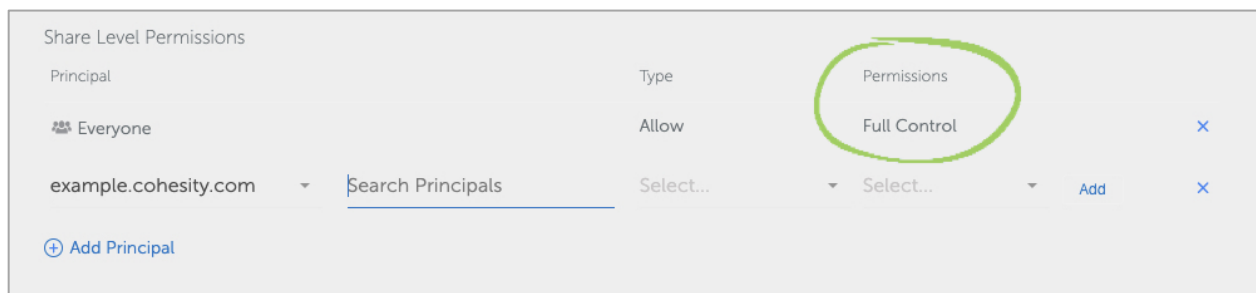 Share Level Permissions
Principal Type Permissions
Everyone Allow Full Control
example.cohesity.com Search Principals Select... Select... Add
Add Principal